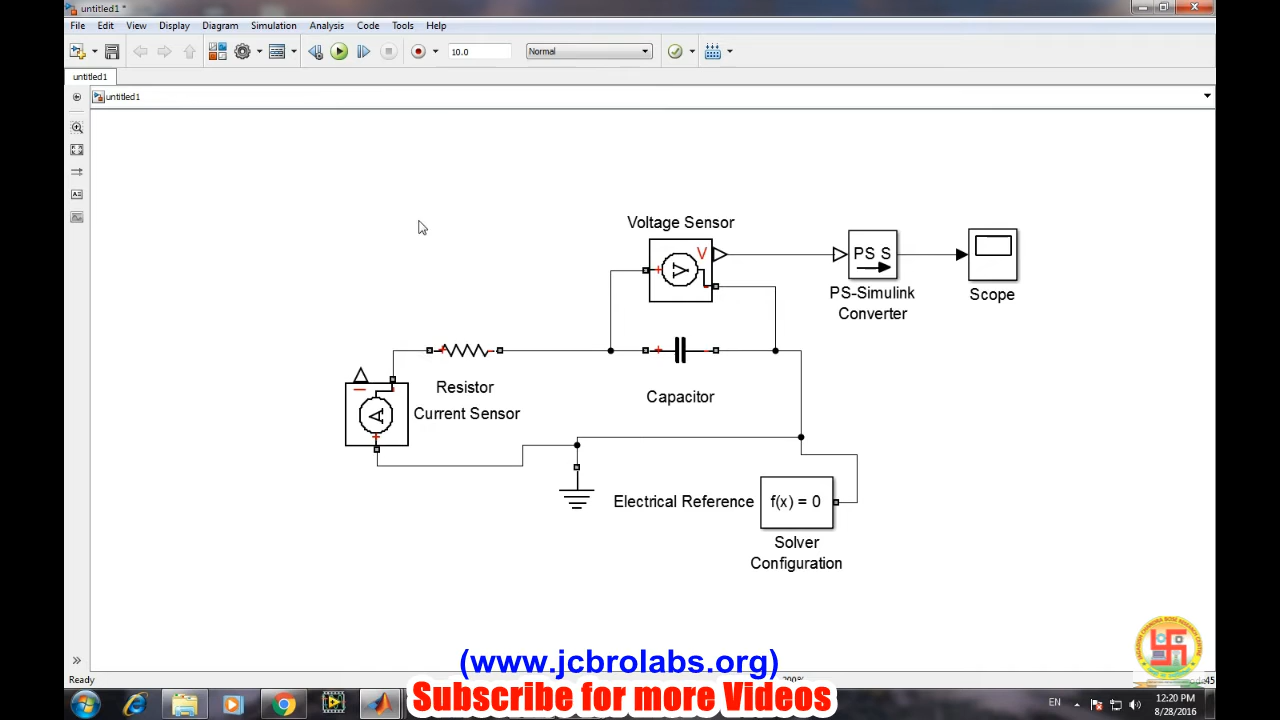 untitled1 *
File Edit View Display Diagram Simulation Analysis Code Tools Help
10.0 Normal
untitled1
untitled1
Voltage Sensor
V
PS S
PS-Simulink
Converter
Scope
Resistor
Current Sensor
Capacitor
A
V
Electrical Reference
f(x) = 0
Solver
Configuration
(www.jcbrolabs.org)
Subscribe for more Videos
Ready
EN
12:20 PM
8/28/2016